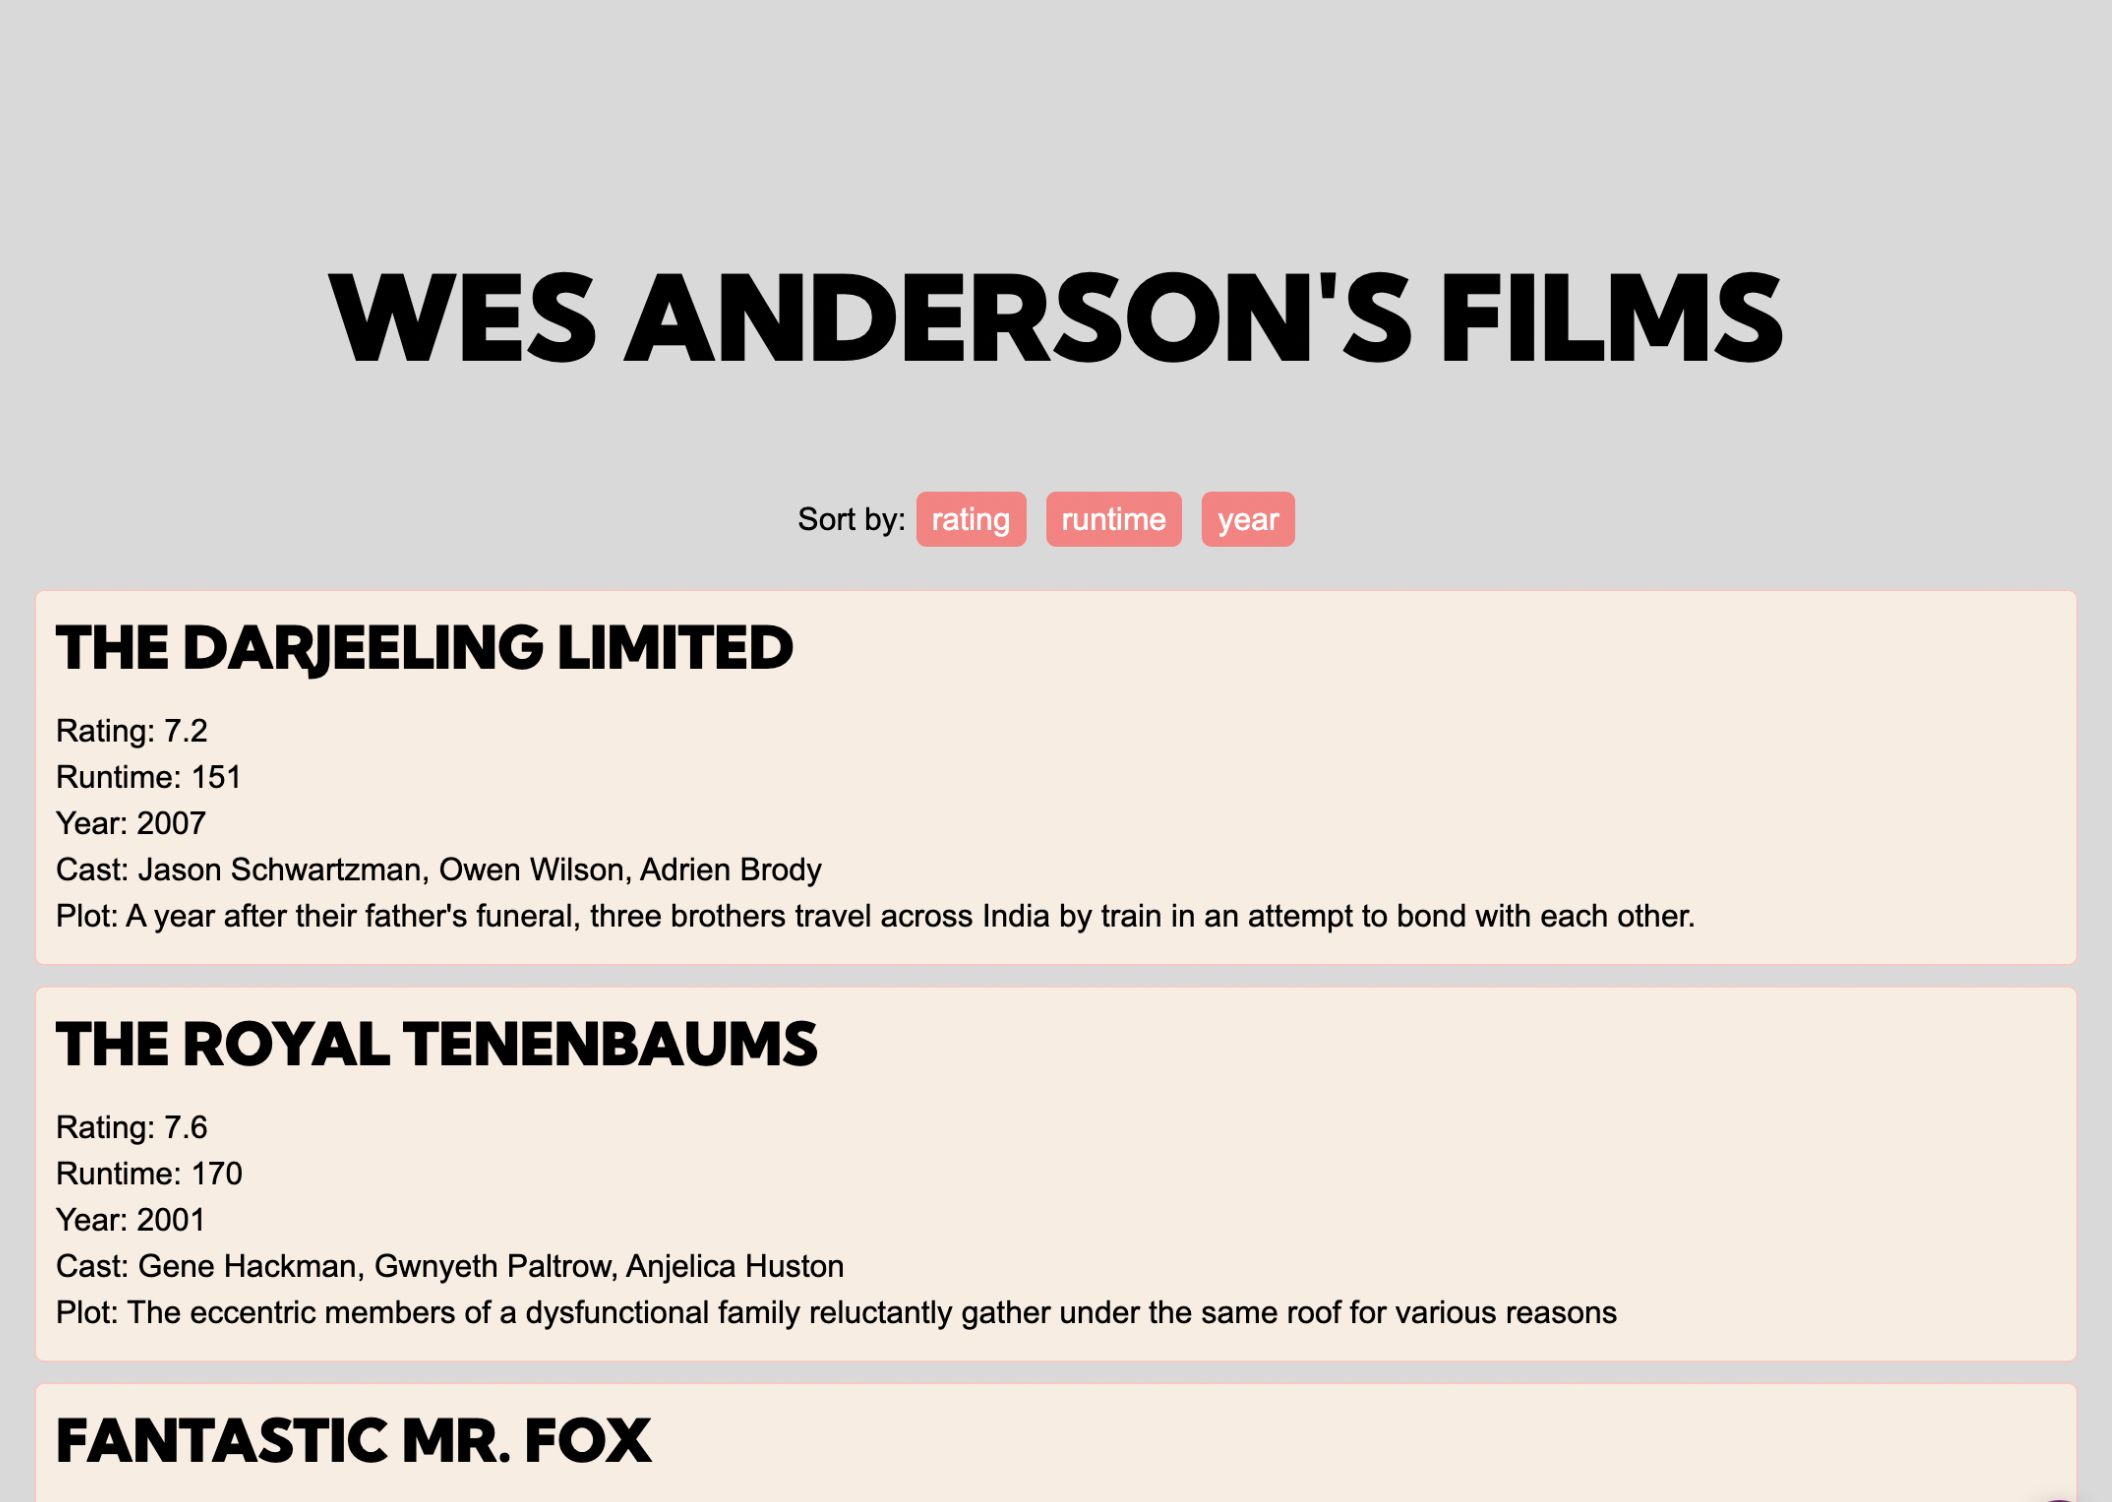 WES ANDERSON'S FILMS
Sort by: rating runtime year
THE DARJEELING LIMITED
Rating: 7.2
Runtime: 151
Year: 2007
Cast: Jason Schwartzman, Owen Wilson, Adrien Brody
Plot: A year after their father's funeral, three brothers travel across India by train in an attempt to bond with each other.
THE ROYAL TENENBAUMS
Rating: 7.6
Runtime: 170
Year: 2001
Cast: Gene Hackman, Gwnyeth Paltrow, Anjelica Huston
Plot: The eccentric members of a dysfunctional family reluctantly gather under the same roof for various reasons
FANTASTIC MR. FOX